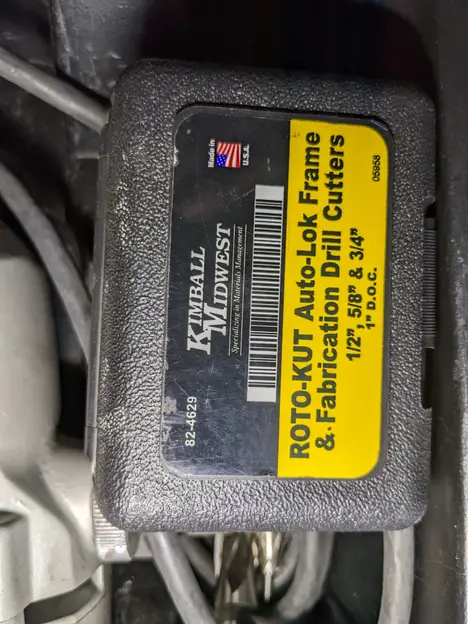 82-4629
KIMBALL
MIDWEST
Specializing in Materials Management
Made in
U.S.A.
ROTO-KUT Auto-Lok Frame
& Fabrication Drill Cutters
1/2", 5/8" & 3/4"
1" D.O.C.
05958